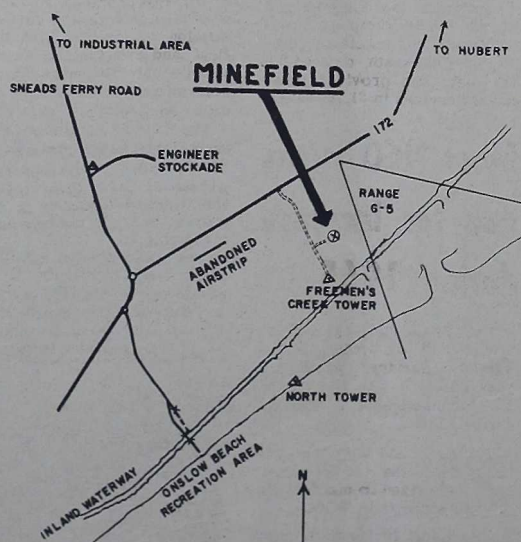 TO INDUSTRIAL AREA
TO HUBERT
MINEFIELD
SNEADS FERRY ROAD
172
ENGINEER
STOCKADE
RANGE
G-5
ABANDONED
AIRSTRIP
FREEMEN'S
CREEK TOWER
NORTH TOWER
INLAND WATERWAY
ONSLOW BEACH
RECREATION AREA
N